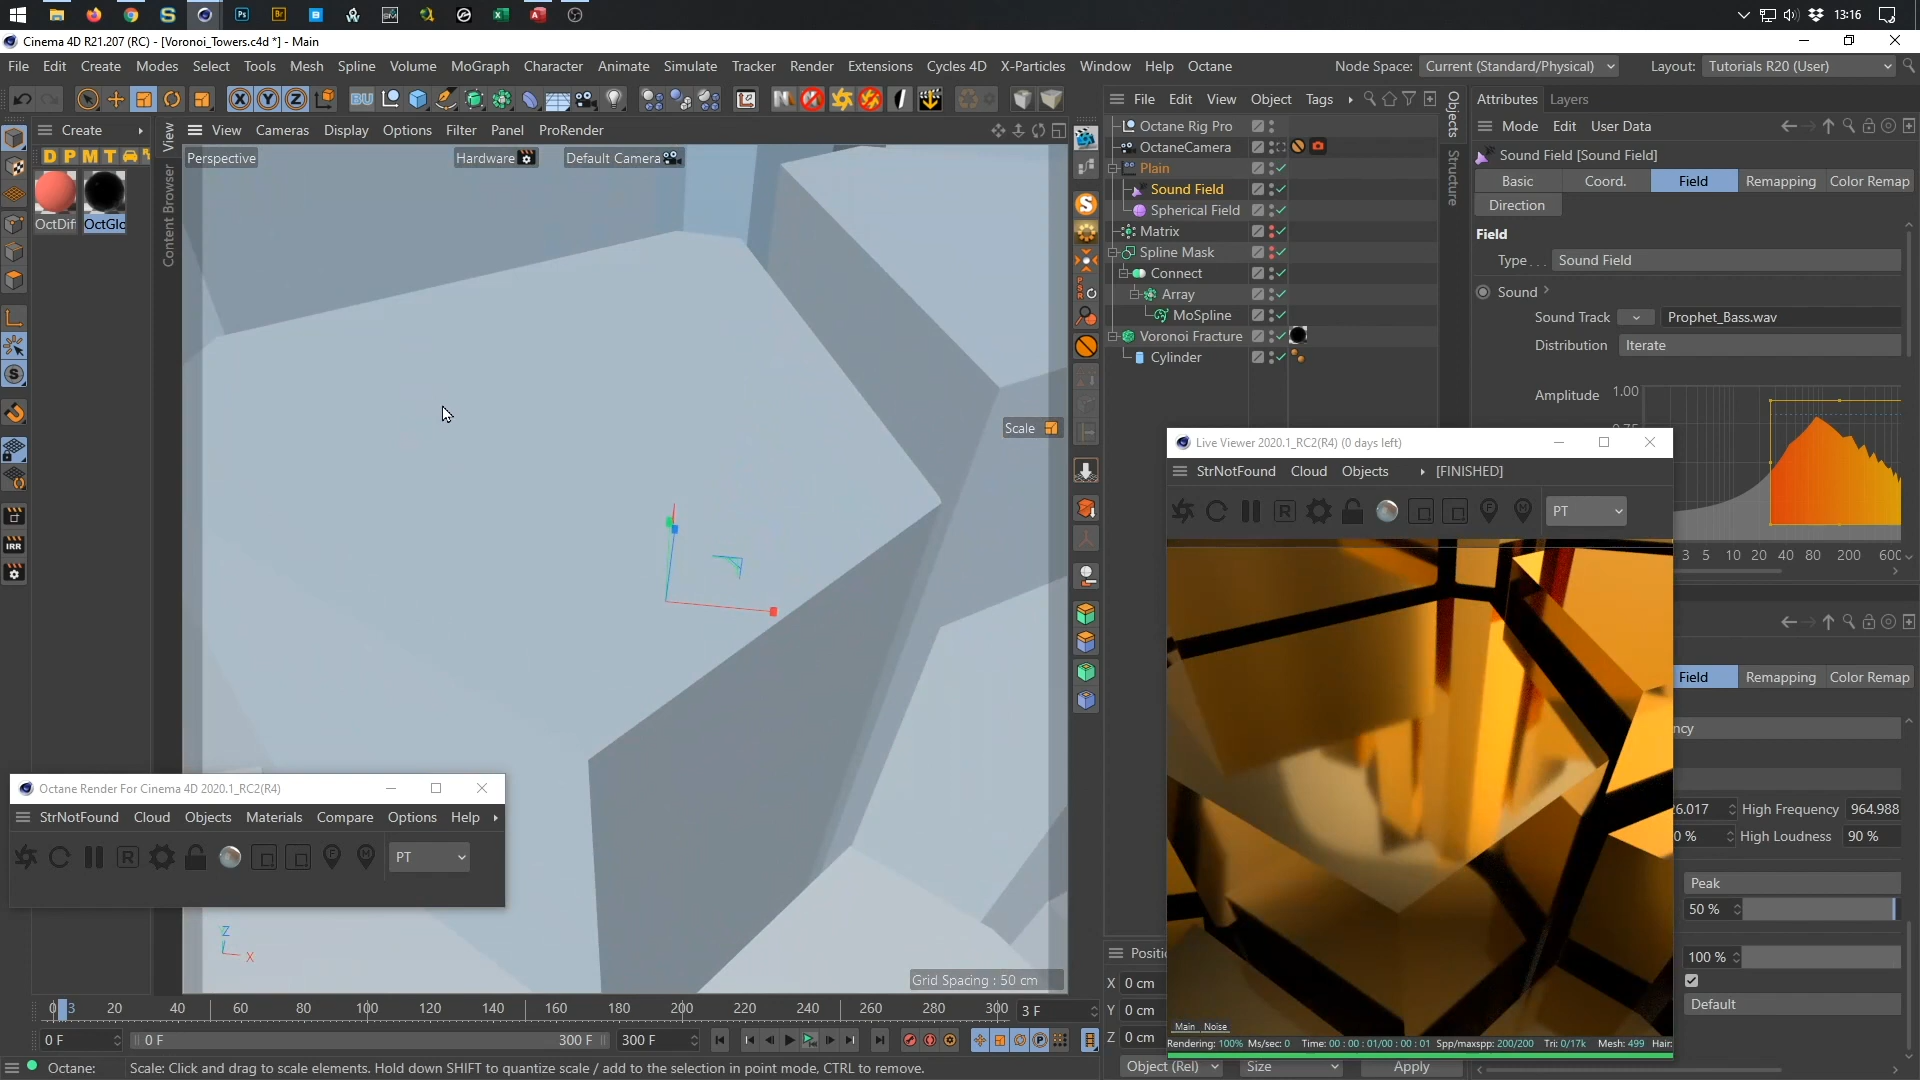 13:16
Cinema 4D R21.207 (RC) - [Voronoi_Towers.c4d *] - Main
File Edit Create Modes Select Tools Mesh Spline Volume MoGraph Character Animate Simulate Tracker Render Extensions Cycles 4D X-Particles Window Help Octane
Node Space: Current (Standard/Physical) Layout: Tutorials R20 (User)
Create
D P M T
OctDif
OctGlo
View
Content Browser
View Cameras Display Options Filter Panel ProRender
Perspective Hardware Default Camera
Scale
Grid Spacing : 50 cm
Z
X
File Edit View Object Tags
Octane Rig Pro
OctaneCamera
Plain
Sound Field
Spherical Field
Matrix
Spline Mask
Connect
Array
MoSpline
Voronoi Fracture
Cylinder
Objects
Structure
Attributes Layers
Mode Edit User Data
Sound Field [Sound Field]
Basic Coord. Field Remapping Color Remap
Direction
Field
Type . . . Sound Field
Sound
Sound Track Prophet_Bass.wav
Distribution Iterate
Amplitude 1.00
3 5 10 20 40 80 200 600
Live Viewer 2020.1_RC2(R4) (0 days left)
StrNotFound Cloud Objects [FINISHED]
R PT
Main Noise
Rendering: 100% Ms/sec: 0 Time: 00 : 00 : 01/00 : 00 : 01 Spp/maxspp: 200/200 Tri: 0/17k Mesh: 499 Hair:
Field Remapping Color Remap
ncy
6.017 High Frequency 964.988
0 % High Loudness 90 %
Peak
50 %
100 %
Default
Octane Render For Cinema 4D 2020.1_RC2(R4)
StrNotFound Cloud Objects Materials Compare Options Help
R PT
0 3 20 40 60 80 100 120 140 160 180 200 220 240 260 280 300 3 F
0 F 0 F 300 F 300 F
Positi
X 0 cm
Y 0 cm
Z 0 cm
Object (Rel) Size Apply
Octane: Scale: Click and drag to scale elements. Hold down SHIFT to quantize scale / add to the selection in point mode, CTRL to remove.